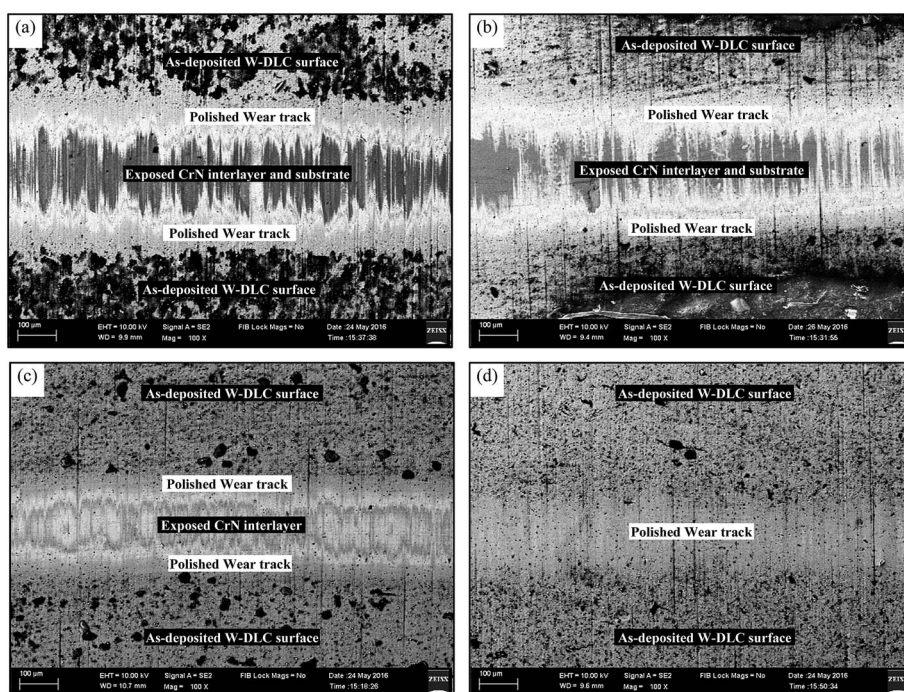 (a)
As-deposited W-DLC surface
Polished Wear track
Exposed CrN interlayer and substrate
Polished Wear track
As-deposited W-DLC surface
100 µm
EHT = 10.00 kV Signal A = SE2 FIB Lock Mags = No Date :24 May 2016
WD = 9.9 mm Mag = 100 X Time :15:37:38
ZEISS
(b)
As-deposited W-DLC surface
Polished Wear track
Exposed CrN interlayer and substrate
Polished Wear track
As-deposited W-DLC surface
100 µm
EHT = 10.00 kV Signal A = SE2 FIB Lock Mags = No Date :26 May 2016
WD = 9.4 mm Mag = 100 X Time :15:31:55
ZEISS
(c)
As-deposited W-DLC surface
Polished Wear track
Exposed CrN interlayer
Polished Wear track
As-deposited W-DLC surface
100 µm
EHT = 10.00 kV Signal A = SE2 FIB Lock Mags = No Date :24 May 2016
WD = 10.7 mm Mag = 100 X Time :15:18:26
ZEISS
(d)
As-deposited W-DLC surface
Polished Wear track
As-deposited W-DLC surface
100 µm
EHT = 10.00 kV Signal A = SE2 FIB Lock Mags = No Date :24 May 2016
WD = 9.6 mm Mag = 100 X Time :15:50:34
ZEISS